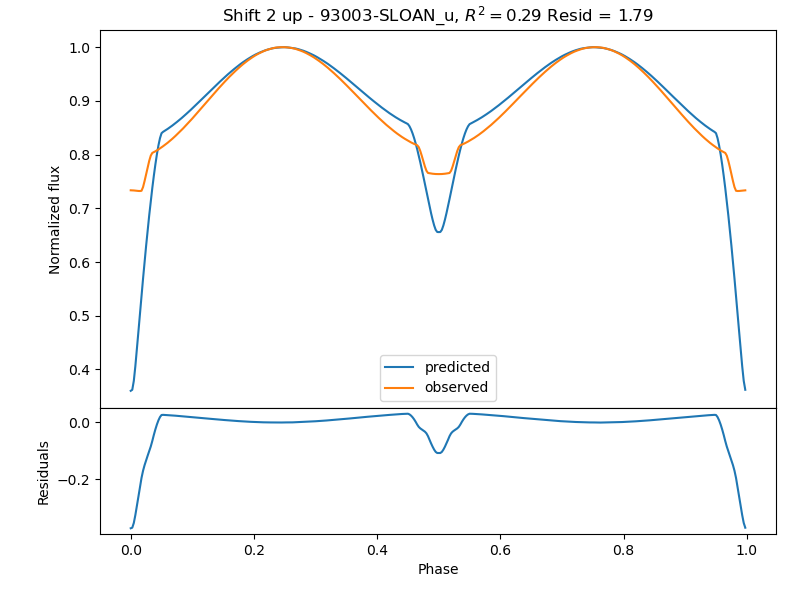 Shift 2 up - 93003-SLOAN_u, R² = 0.29 Resid = 1.79
Normalized flux
1.0
0.9
0.8
0.7
0.6
0.5
0.4
predicted
observed
Residuals
0.0
−0.2
0.0 0.2 0.4 0.6 0.8 1.0
Phase